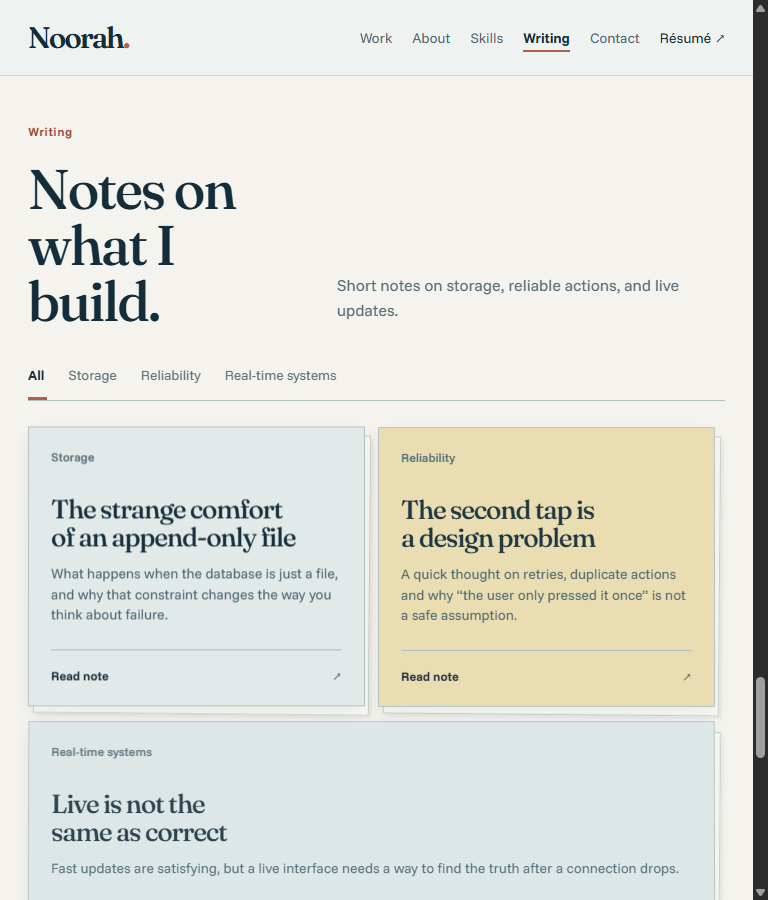 Noorah.
Work About Skills Writing Contact Résumé ↗
Writing
Notes on
what I
build.
Short notes on storage, reliable actions, and live
updates.
All Storage Reliability Real-time systems
Storage
The strange comfort
of an append-only file
What happens when the database is just a file,
and why that constraint changes the way you
think about failure.
Read note ↗
Reliability
The second tap is
a design problem
A quick thought on retries, duplicate actions
and why “the user only pressed it once” is not
a safe assumption.
Read note ↗
Real-time systems
Live is not the
same as correct
Fast updates are satisfying, but a live interface needs a way to find the truth after a connection drops.